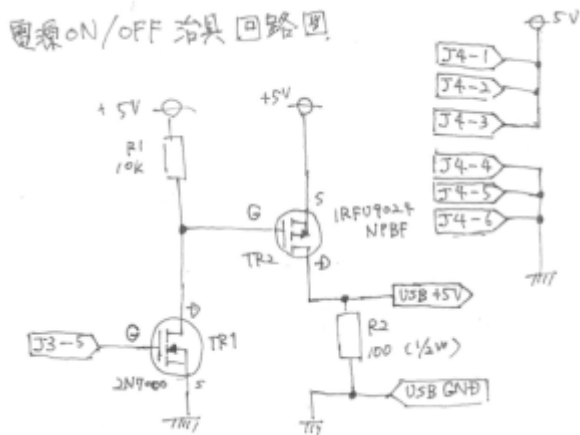 電源ON/OFF 治具回路図
+5V
R1
10K
+5V
G
S
IRFU9024
NPBF
TR2
D
USB +5V
R2
100 (1/2W)
USB GND
J3-5
G
D
TR1
2N7000
S
5V
J4-1
J4-2
J4-3
J4-4
J4-5
J4-6